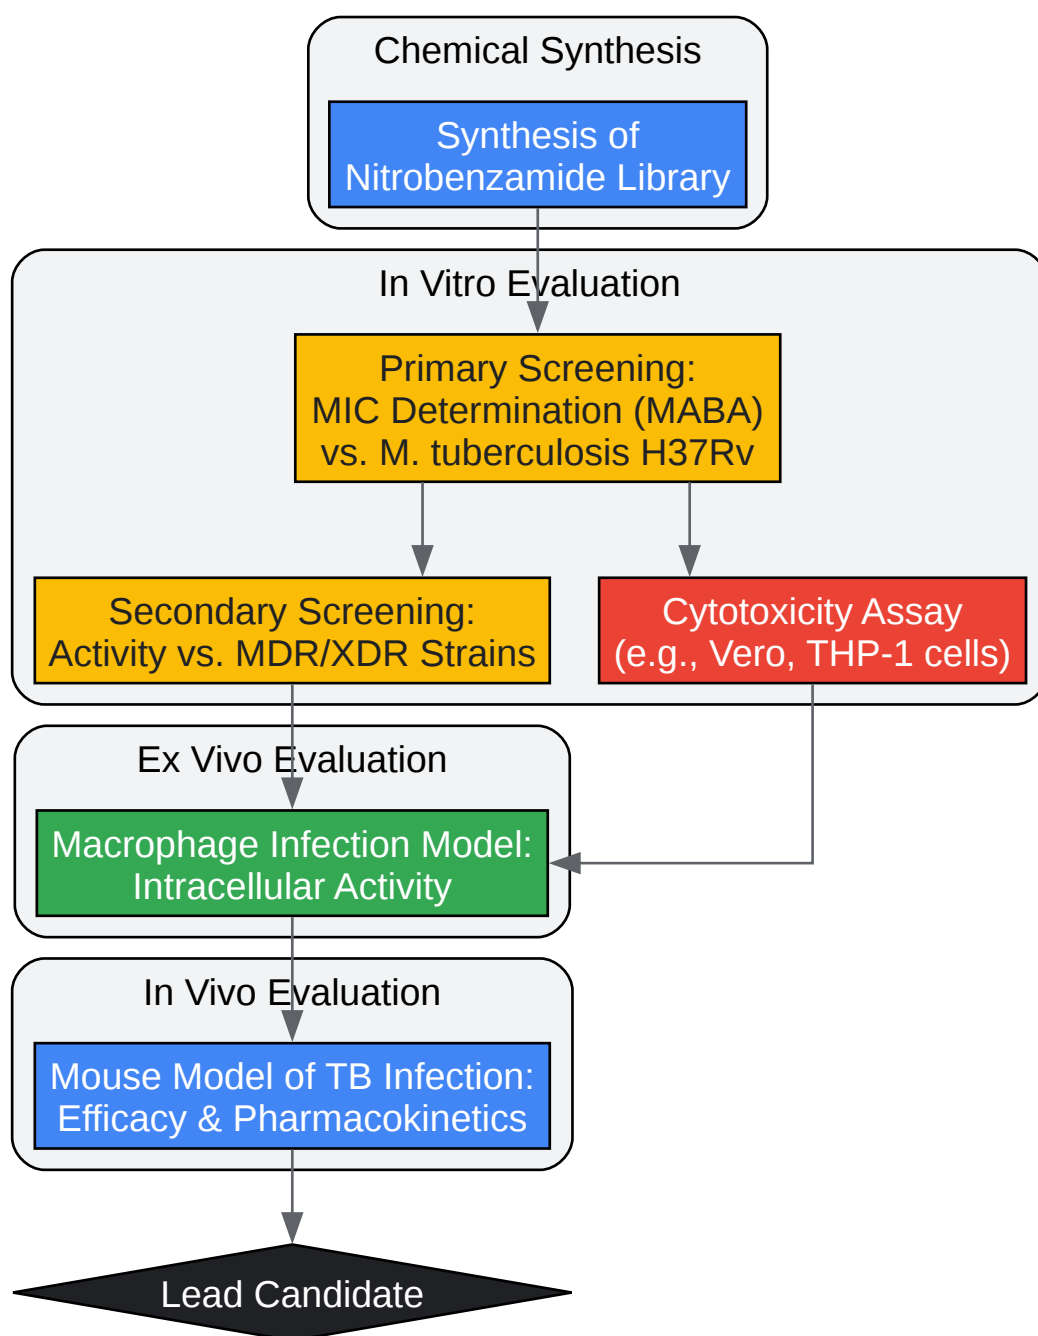 Chemical Synthesis
Synthesis of
Nitrobenzamide Library
In Vitro Evaluation
Primary Screening:
MIC Determination (MABA)
vs. M. tuberculosis H37Rv
Secondary Screening:
Activity vs. MDR/XDR Strains
Cytotoxicity Assay
(e.g., Vero, THP-1 cells)
Ex Vivo Evaluation
Macrophage Infection Model:
Intracellular Activity
In Vivo Evaluation
Mouse Model of TB Infection:
Efficacy & Pharmacokinetics
Lead Candidate